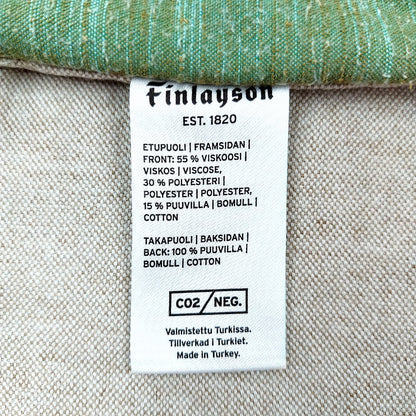 Finlayson
EST. 1820
ETUPUOLI | FRAMSIDAN |
FRONT: 55 % VISKOOSI |
VISKOS | VISCOSE,
30 % POLYESTERI |
POLYESTER | POLYESTER,
15 % PUUVILLA | BOMULL |
COTTON
TAKAPUOLI | BAKSIDAN |
BACK: 100 % PUUVILLA |
BOMULL | COTTON
CO2/NEG.
Valmistettu Turkissa.
Tillverkad i Turkiet.
Made in Turkey.